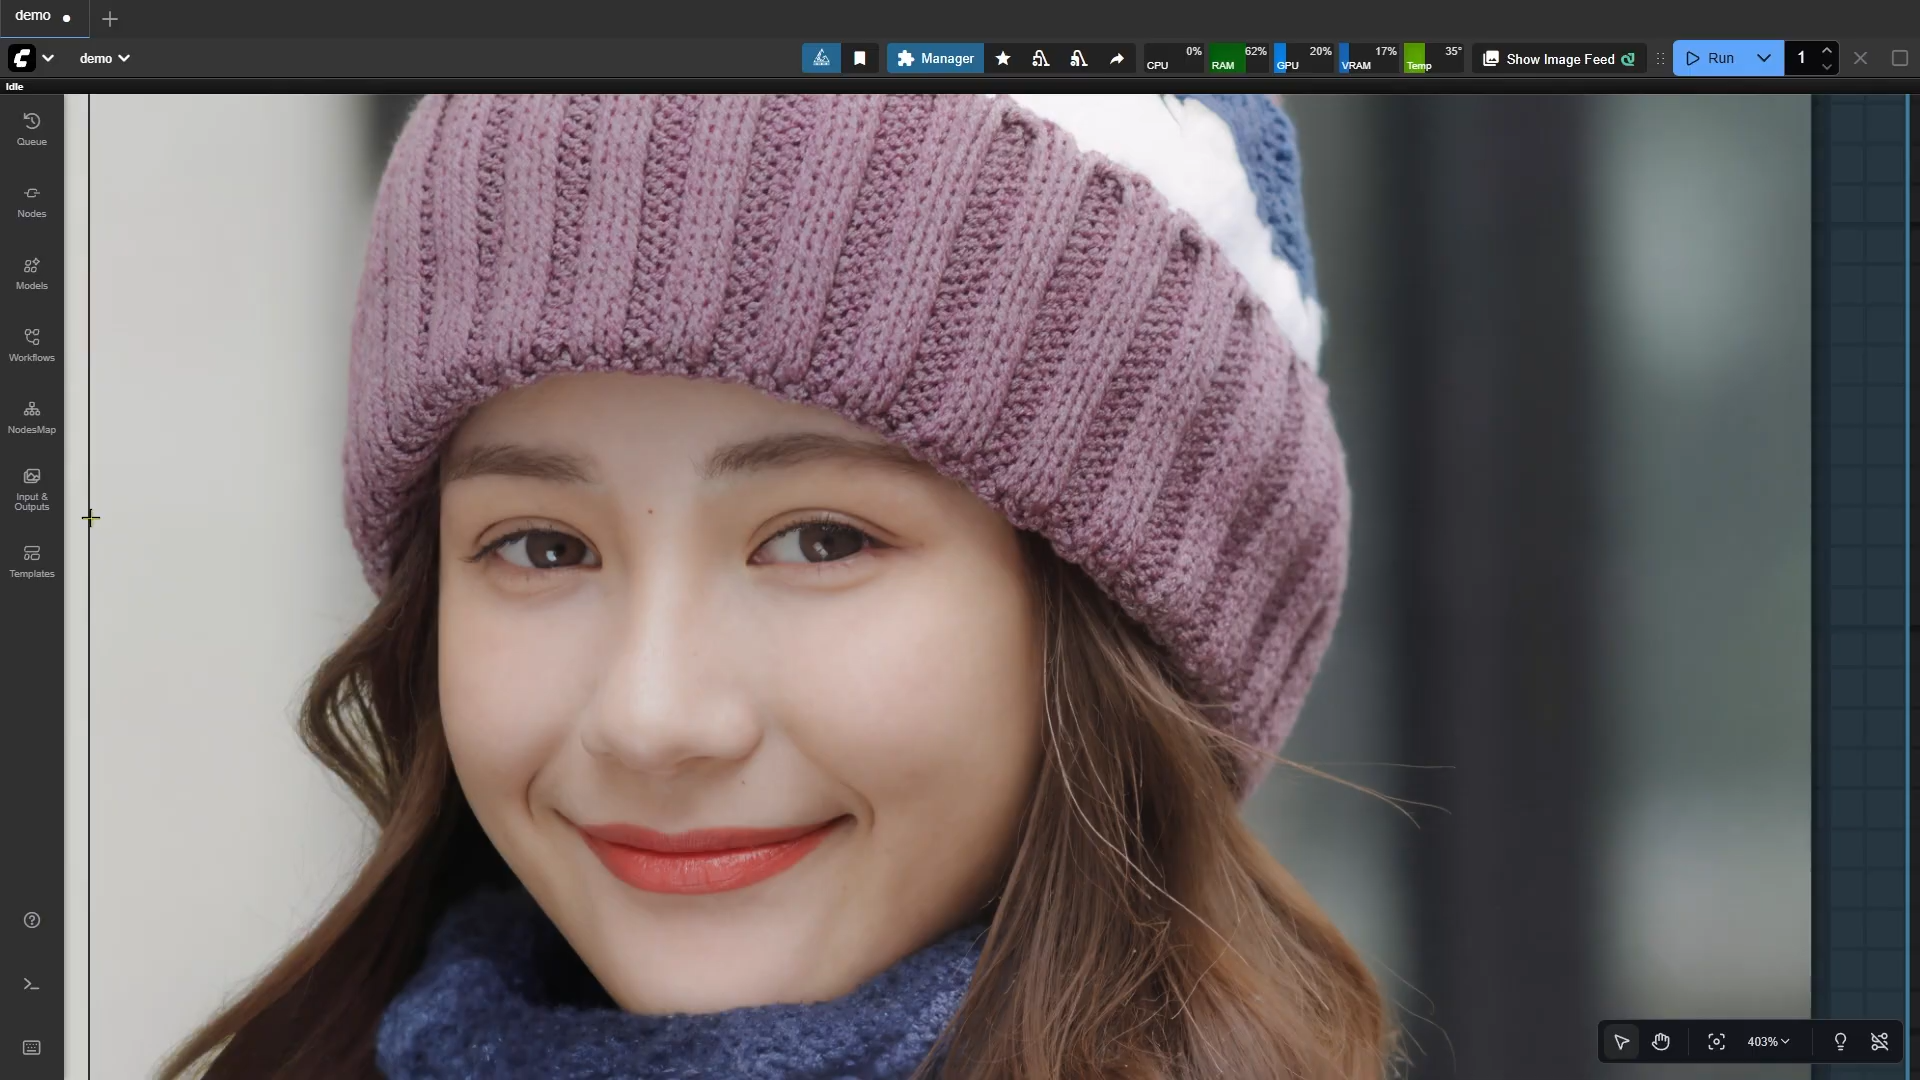 demo
demo
Manager
0%
CPU
62%
RAM
20%
GPU
17%
VRAM
35°
Temp
Show Image Feed
Run
1
Idle
Queue
Nodes
Models
Workflows
NodesMap
Input &
Outputs
Templates
403%